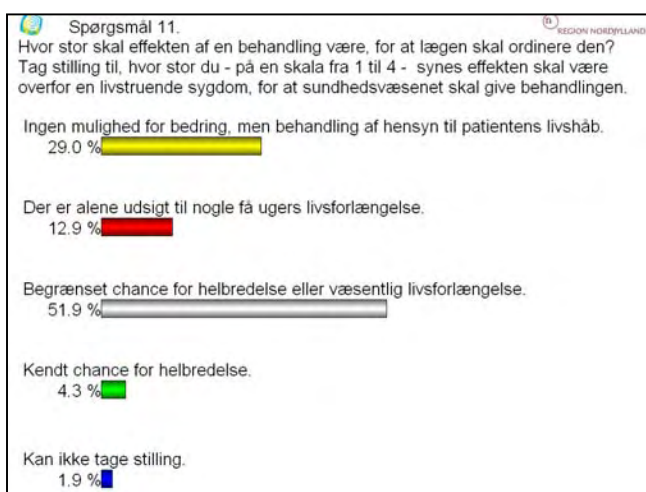 Spørgsmål 11.
REGION NORDJYLLAND
Hvor stor skal effekten af en behandling være, for at lægen skal ordinere den?
Tag stilling til, hvor stor du - på en skala fra 1 til 4 - synes effekten skal være
overfor en livstruende sygdom, for at sundhedsvæsenet skal give behandlingen.
Ingen mulighed for bedring, men behandling af hensyn til patientens livshåb.
29.0 %
Der er alene udsigt til nogle få ugers livsforlængelse.
12.9 %
Begrænset chance for helbredelse eller væsentlig livsforlængelse.
51.9 %
Kendt chance for helbredelse.
4.3 %
Kan ikke tage stilling.
1.9 %